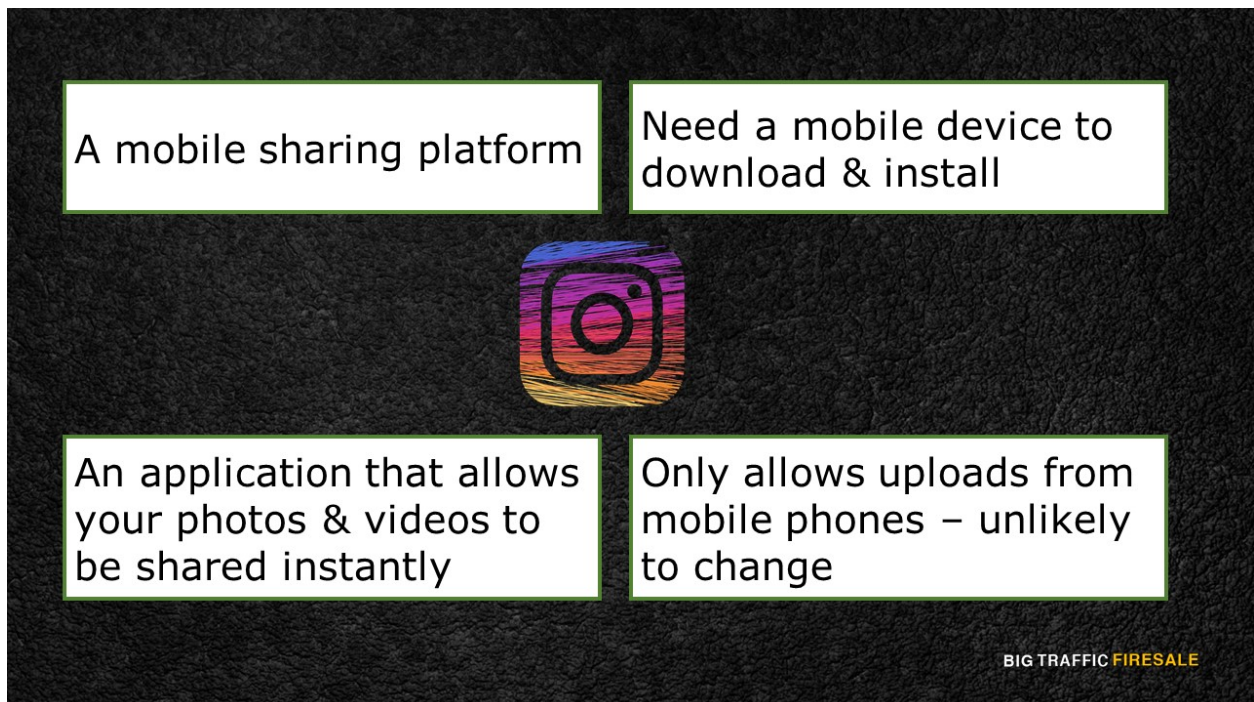 A mobile sharing platform
Need a mobile device to
download & install
An application that allows
your photos & videos to
be shared instantly
Only allows uploads from
mobile phones – unlikely
to change
BIG TRAFFIC FIRESALE